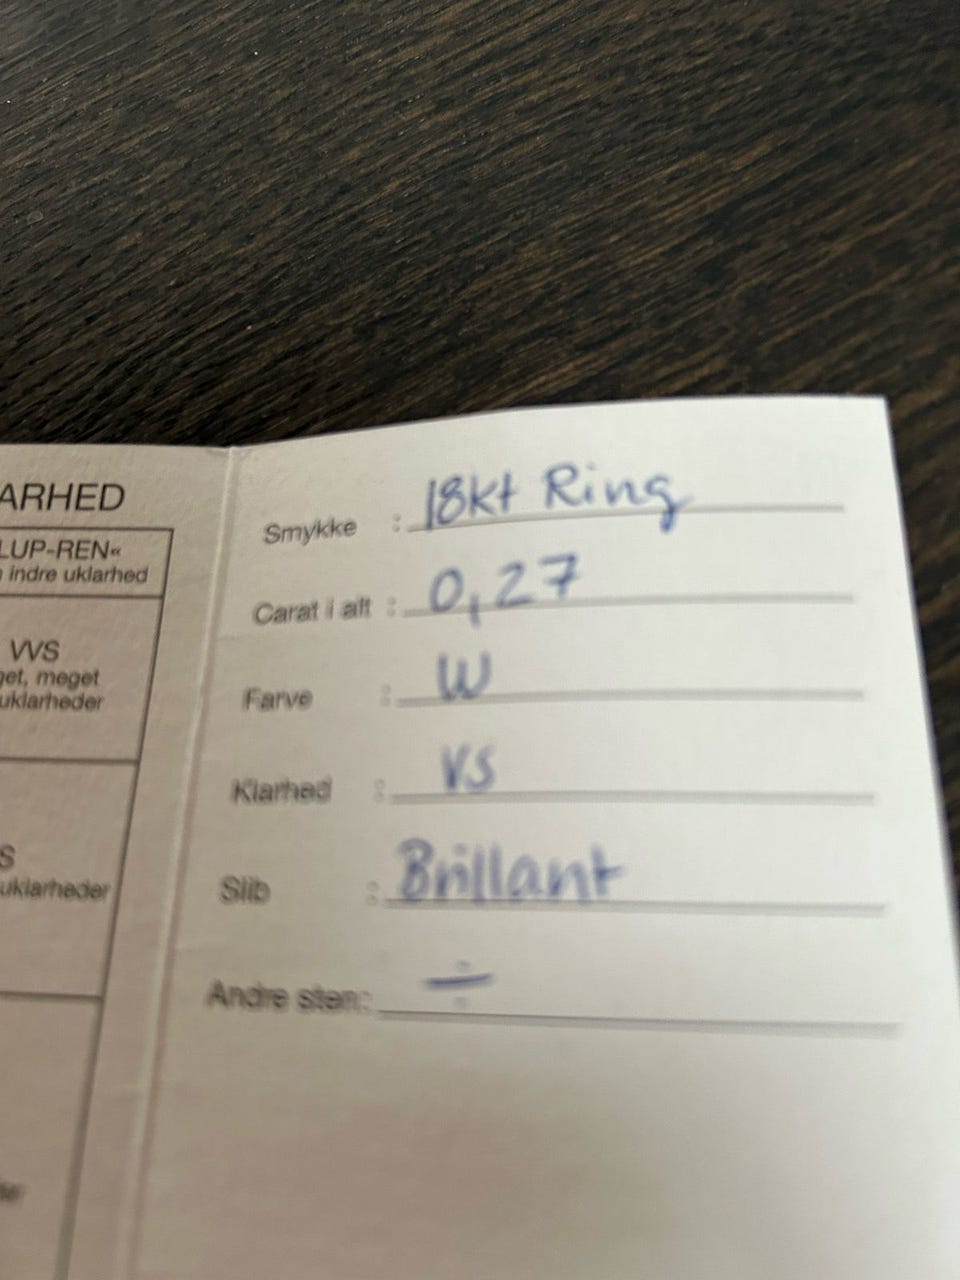 ARHED
LUP-REN«
indre uklarhed
VVS
get, meget
uklarheder
S
uklarheder
Smykke : 18kt Ring
Carat i alt : 0,27
Farve : W
Klarhed : VS
Slib : Brillant
Andre sten: ÷